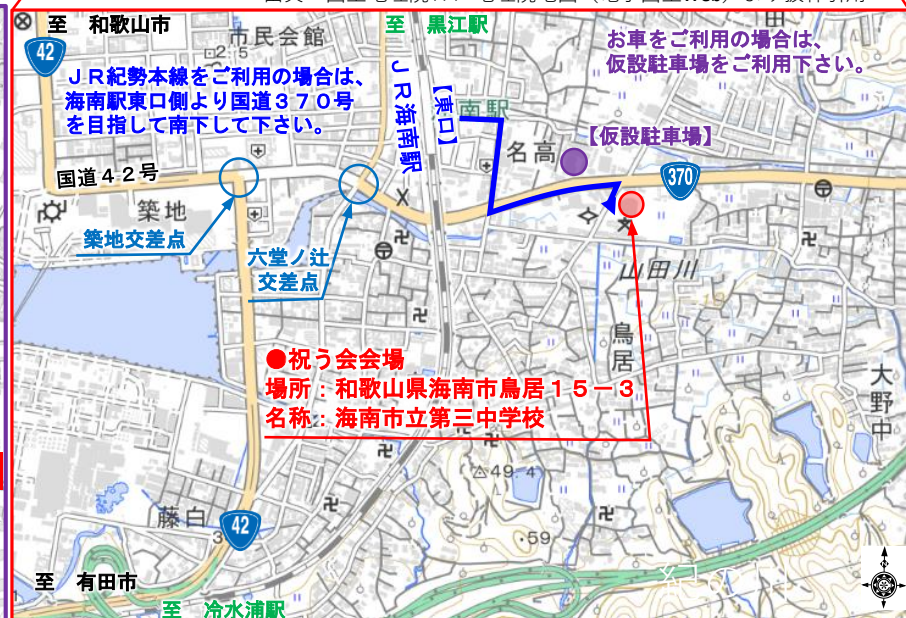 至 和歌山市
42
市民会館
至 黒江駅
お車をご利用の場合は、
仮設駐車場をご利用下さい。
JR紀勢本線をご利用の場合は、
海南駅東口側より国道370号
を目指して南下して下さい。
JR海南駅
【東口】
南駅
名高
【仮設駐車場】
370
国道42号
築地
築地交差点
六堂ノ辻
交差点
山田川
鳥居
大野中
●祝う会会場
場所:和歌山県海南市鳥居15-3
名称:海南市立第三中学校
49.4
・59
藤白
42
至 有田市
至 冷水浦駅